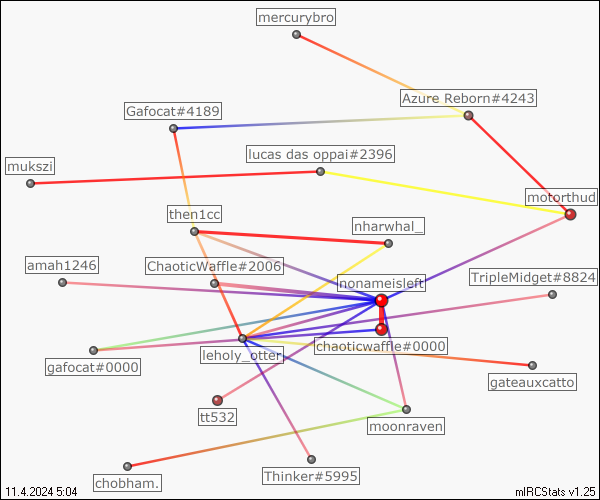 mercurybro
Azure Reborn#4243
Gafocat#4189
lucas das oppai#2396
mukszi
motorthud
then1cc
nharwhal_
amah1246
ChaoticWaffle#2006
nonameisleft
TripleMidget#8824
leholy_otter
chaoticwaffle#0000
gafocat#0000
gateauxcatto
tt532
moonraven
chobham.
Thinker#5995
11.4.2024 5:04
mIRCStats v1.25